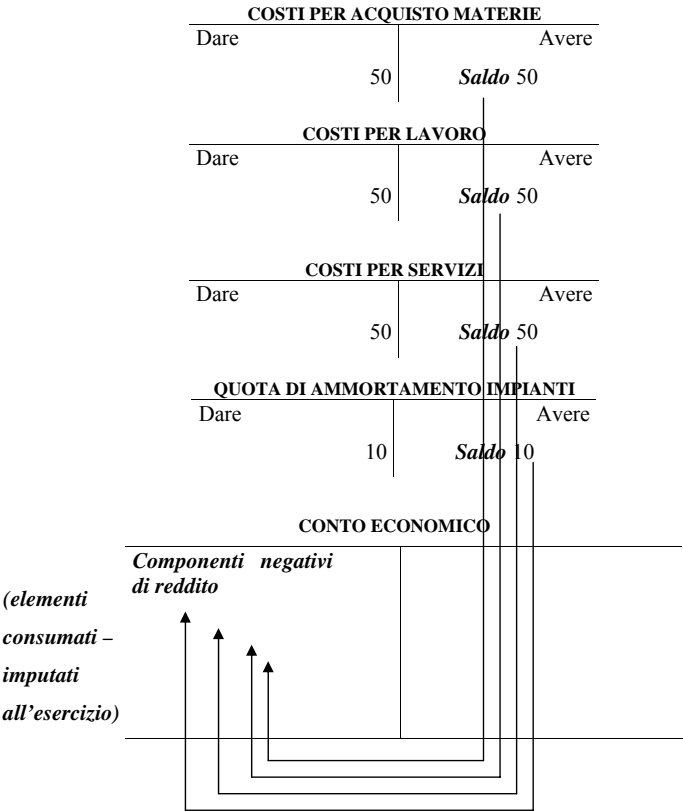 COSTI PER ACQUISTO MATERIE
Dare Avere
50 Saldo 50
COSTI PER LAVORO
Dare Avere
50 Saldo 50
COSTI PER SERVIZI
Dare Avere
50 Saldo 50
QUOTA DI AMMORTAMENTO IMPIANTI
Dare Avere
10 Saldo 10
CONTO ECONOMICO
Componenti negativi
di reddito
(elementi
consumati –
imputati
all'esercizio)